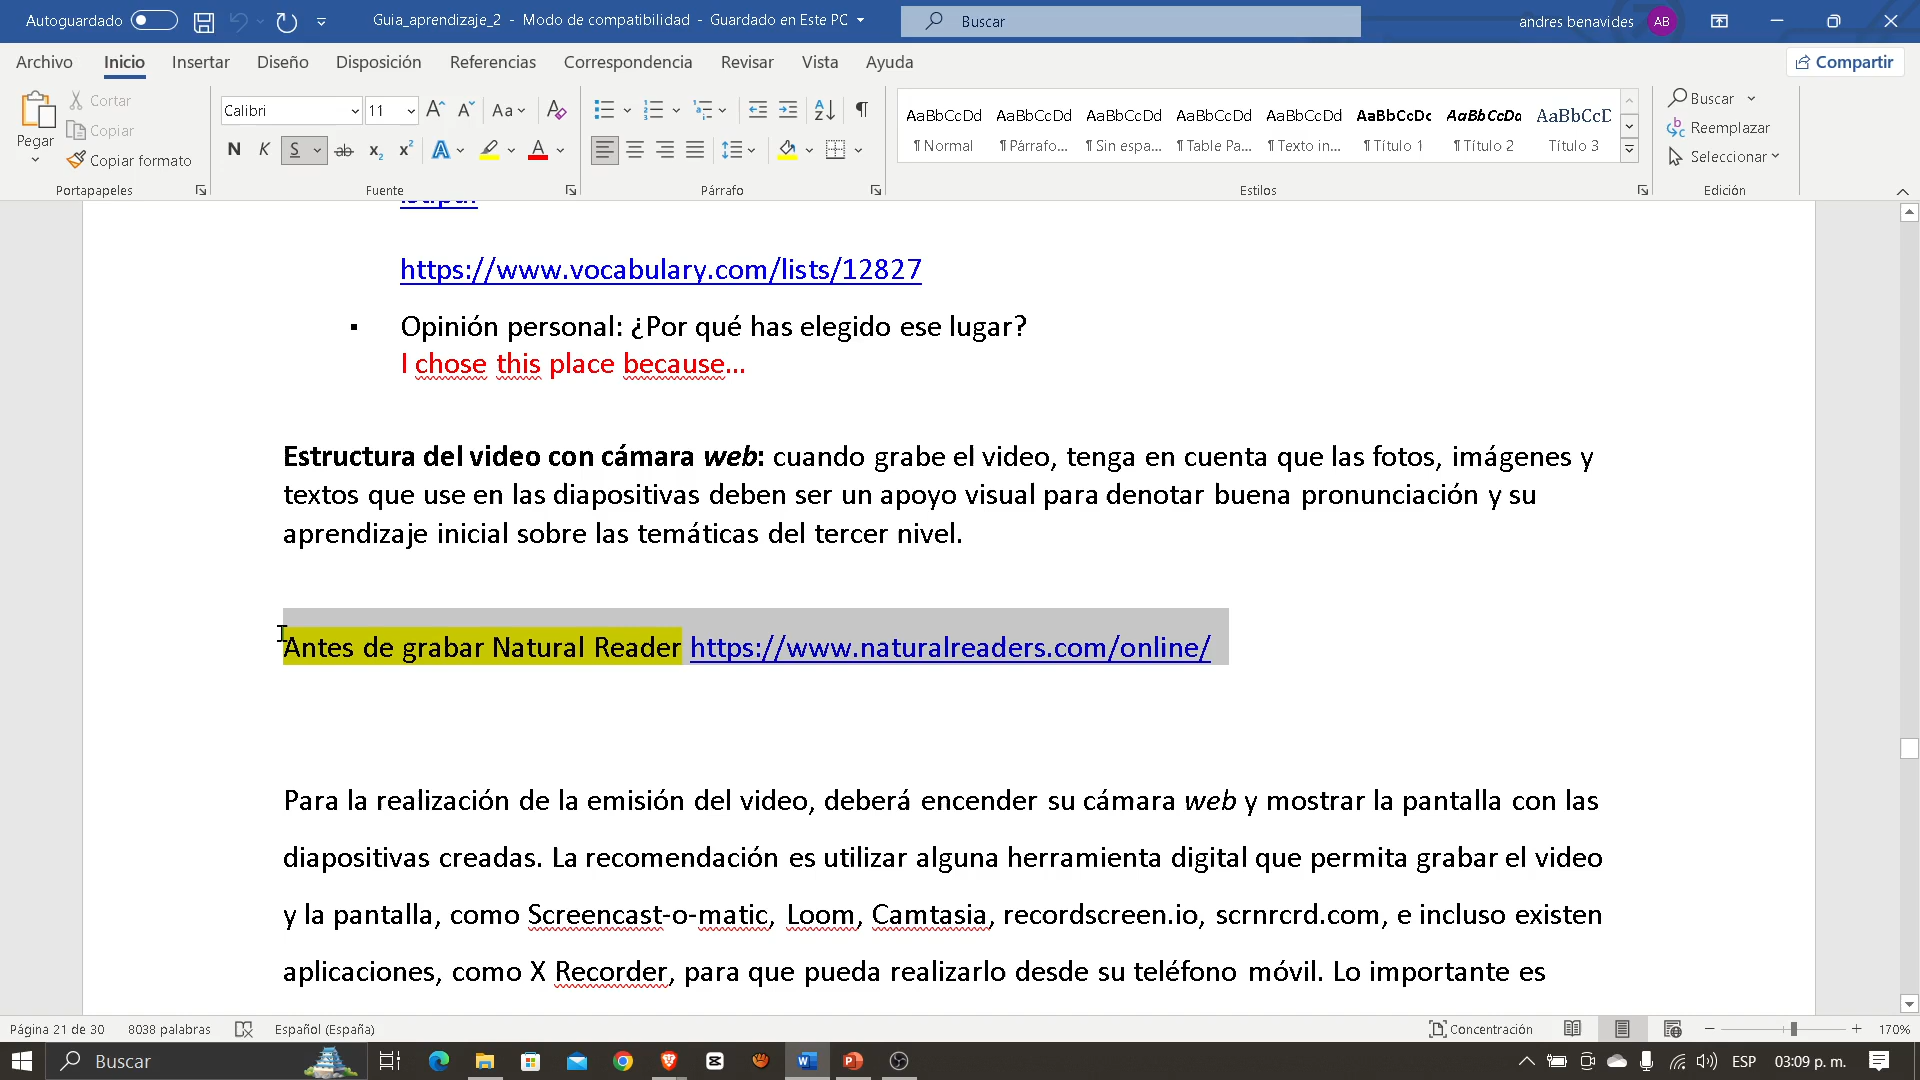 Autoguardado
Guia_aprendizaje_2 - Modo de compatibilidad - Guardado en Este PC
Buscar
andres benavides
AB
Archivo Inicio Insertar Diseño Disposición Referencias Correspondencia Revisar Vista Ayuda
Compartir
Pegar
Cortar
Copiar
Copiar formato
Portapapeles
Calibri 11
N K S ab x₂ x²
Fuente
Párrafo
AaBbCcDd AaBbCcDd AaBbCcDd AaBbCcDd AaBbCcDd AaBbCcDc AaBbCcDd AaBbCcD
¶ Normal ¶ Párrafo... ¶ Sin espa... ¶ Table Pa... ¶ Texto in... ¶ Título 1 ¶ Título 2 Título 3
Estilos
Buscar
Reemplazar
Seleccionar
Edición
https://www.vocabulary.com/lists/12827
▪ Opinión personal: ¿Por qué has elegido ese lugar?
I chose this place because...
Estructura del video con cámara web: cuando grabe el video, tenga en cuenta que las fotos, imágenes y
textos que use en las diapositivas deben ser un apoyo visual para denotar buena pronunciación y su
aprendizaje inicial sobre las temáticas del tercer nivel.
Antes de grabar Natural Reader https://www.naturalreaders.com/online/
Para la realización de la emisión del video, deberá encender su cámara web y mostrar la pantalla con las
diapositivas creadas. La recomendación es utilizar alguna herramienta digital que permita grabar el video
y la pantalla, como Screencast-o-matic, Loom, Camtasia, recordscreen.io, scrnrcrd.com, e incluso existen
aplicaciones, como X Recorder, para que pueda realizarlo desde su teléfono móvil. Lo importante es
Página 21 de 30 8038 palabras Español (España)
Concentración
170%
Buscar
ESP 03:09 p. m.